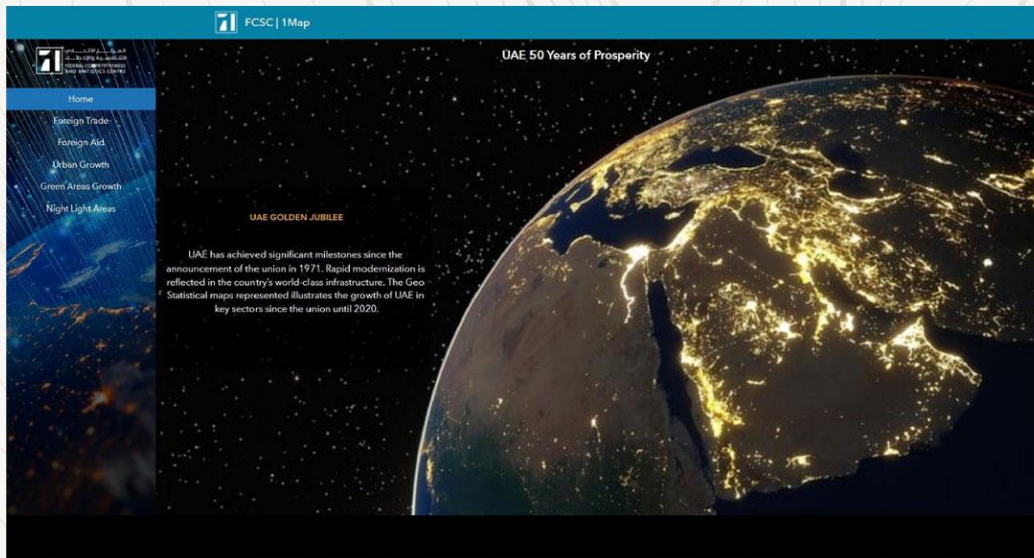 FCSC | 1Map
FEDERAL COMPETITIVENESS
AND STATISTICS CENTRE
Home
Foreign Trade
Foreign Aid
Urban Growth
Green Areas Growth
Night Light Areas
UAE 50 Years of Prosperity
UAE GOLDEN JUBILEE
UAE has achieved significant milestones since the
announcement of the union in 1971. Rapid modernization is
reflected in the country's world-class infrastructure. The Geo
Statistical maps represented illustrates the growth of UAE in
key sectors since the union until 2020.